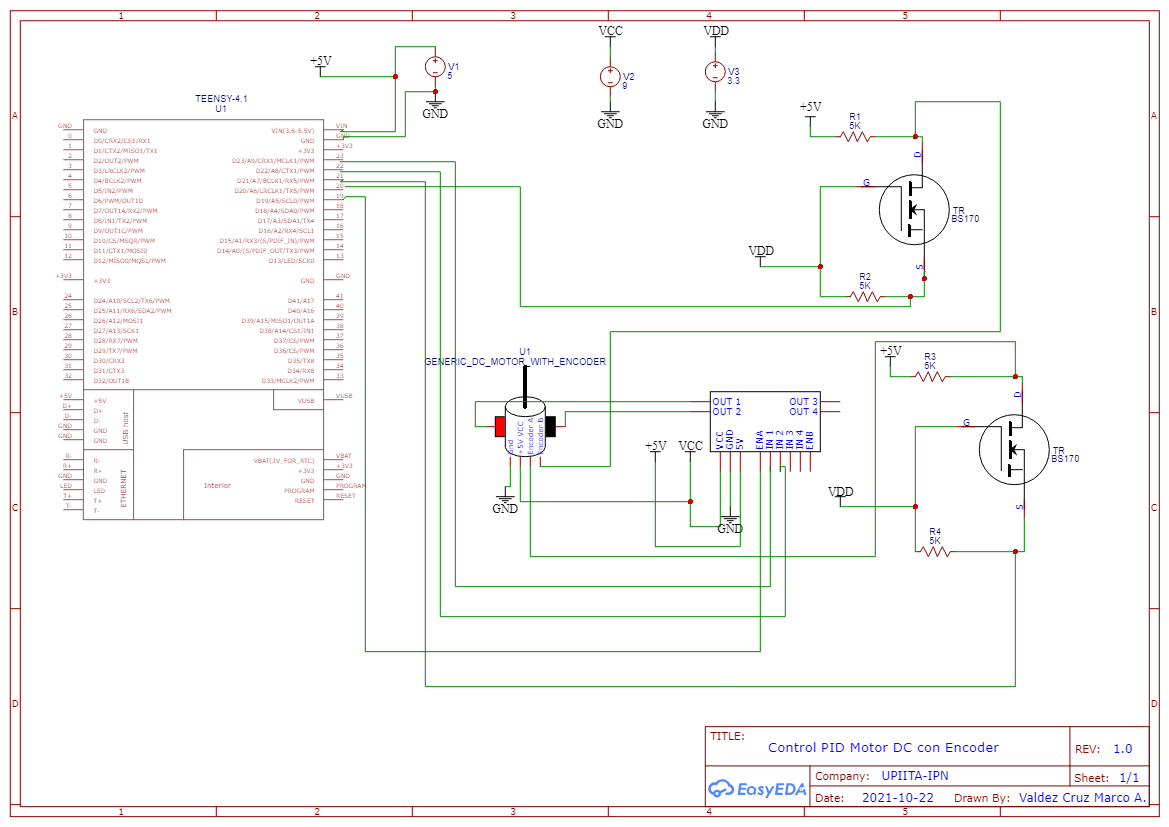 1 2 3 4 5
A
B
C
D
A
B
C
D
+5V
V1
5
GND
VCC
V2
9
GND
VDD
V3
3.3
GND
TEENSY-4.1
U1
GND GND
0 D0/CRX2/CS1/RX1
1 D1/CTX2/MISO1/TX1
2 D2/OUT2/PWM
3 D3/LRCLK2/PWM
4 D4/BCLK2/PWM
5 D5/IN2/PWM
6 D6/PWM/OUT1D
7 D7/OUT1A/RX2/PWM
8 D8/IN1/TX2/PWM
9 D9/OUT1C/PWM
10 D10/CS/MSQR/PWM
11 D11/CTX1/MOSI0
12 D12/MISO0/MQSL/PWM
+3V3 +3V3
24 D24/A10/SCL2/TX6/PWM
25 D25/A11/RX6/SDA2/PWM
26 D26/A12/MOSI1
27 D27/A13/SCK1
28 D28/RX7/PWM
29 D29/TX7/PWM
30 D30/CRX3
31 D31/CTX3
32 D32/OUT1B
VIN(3.6-5.5V) VIN
GND GND
+3V3 +3V3
D23/A9/CRX1/MCLK1/PWM 23
D22/A8/CTX1/PWM 22
D21/A7/BCLK1/RX5/PWM 21
D20/A6/LRCLK1/TX5/PWM 20
D19/A5/SCL0/PWM 19
D18/A4/SDA0/PWM 18
D17/A3/SDA1/TX4 17
D16/A2/RX4/SCL1 16
D15/A1/RX3/(S/PDIF_IN)/PWM 15
D14/A0/(S/PDIF_OUT/TX3/PWM 14
D13/LED/SCK0 13
GND GND
D41/A17 41
D40/A16 40
D39/A15/MISO1/OUT1A 39
D38/A14/CS1/IN1 38
D37/CS/PWM 37
D36/CS/PWM 36
D35/TX8 35
D34/RX8 34
D33/MCLK2/PWM 33
+5V +5V
D+ D+
D- D-
GND GND
GND GND
USB host
VUSB VUSB
R- R-
R+ R+
GND GND
LED LED
T+ T+
T- T-
ETHERNET
Interior
VBAT(3V_FOR_RTC) VBAT
+3V3 +3V3
GND GND
PROGRAM PROGRAM
RESET RESET
+5V
R1
5K
D
G
S
TR
BS170
VDD
R2
5K
U1
GENERIC_DC_MOTOR_WITH_ENCODER
Gnd
+5V VCC
Encoder A
Encoder B
GND
OUT 1 OUT 3
OUT 2 OUT 4
VCC
GND
5V
ENA
IN 1
IN 2
IN 3
IN 4
ENB
+5V
VCC
GND
+5V
R3
5K
D
G
S
TR
BS170
VDD
R4
5K
TITLE:
Control PID Motor DC con Encoder
REV: 1.0
EasyEDA
Company: UPIITA-IPN
Sheet: 1/1
Date: 2021-10-22
Drawn By: Valdez Cruz Marco A.
1 2 3 4 5